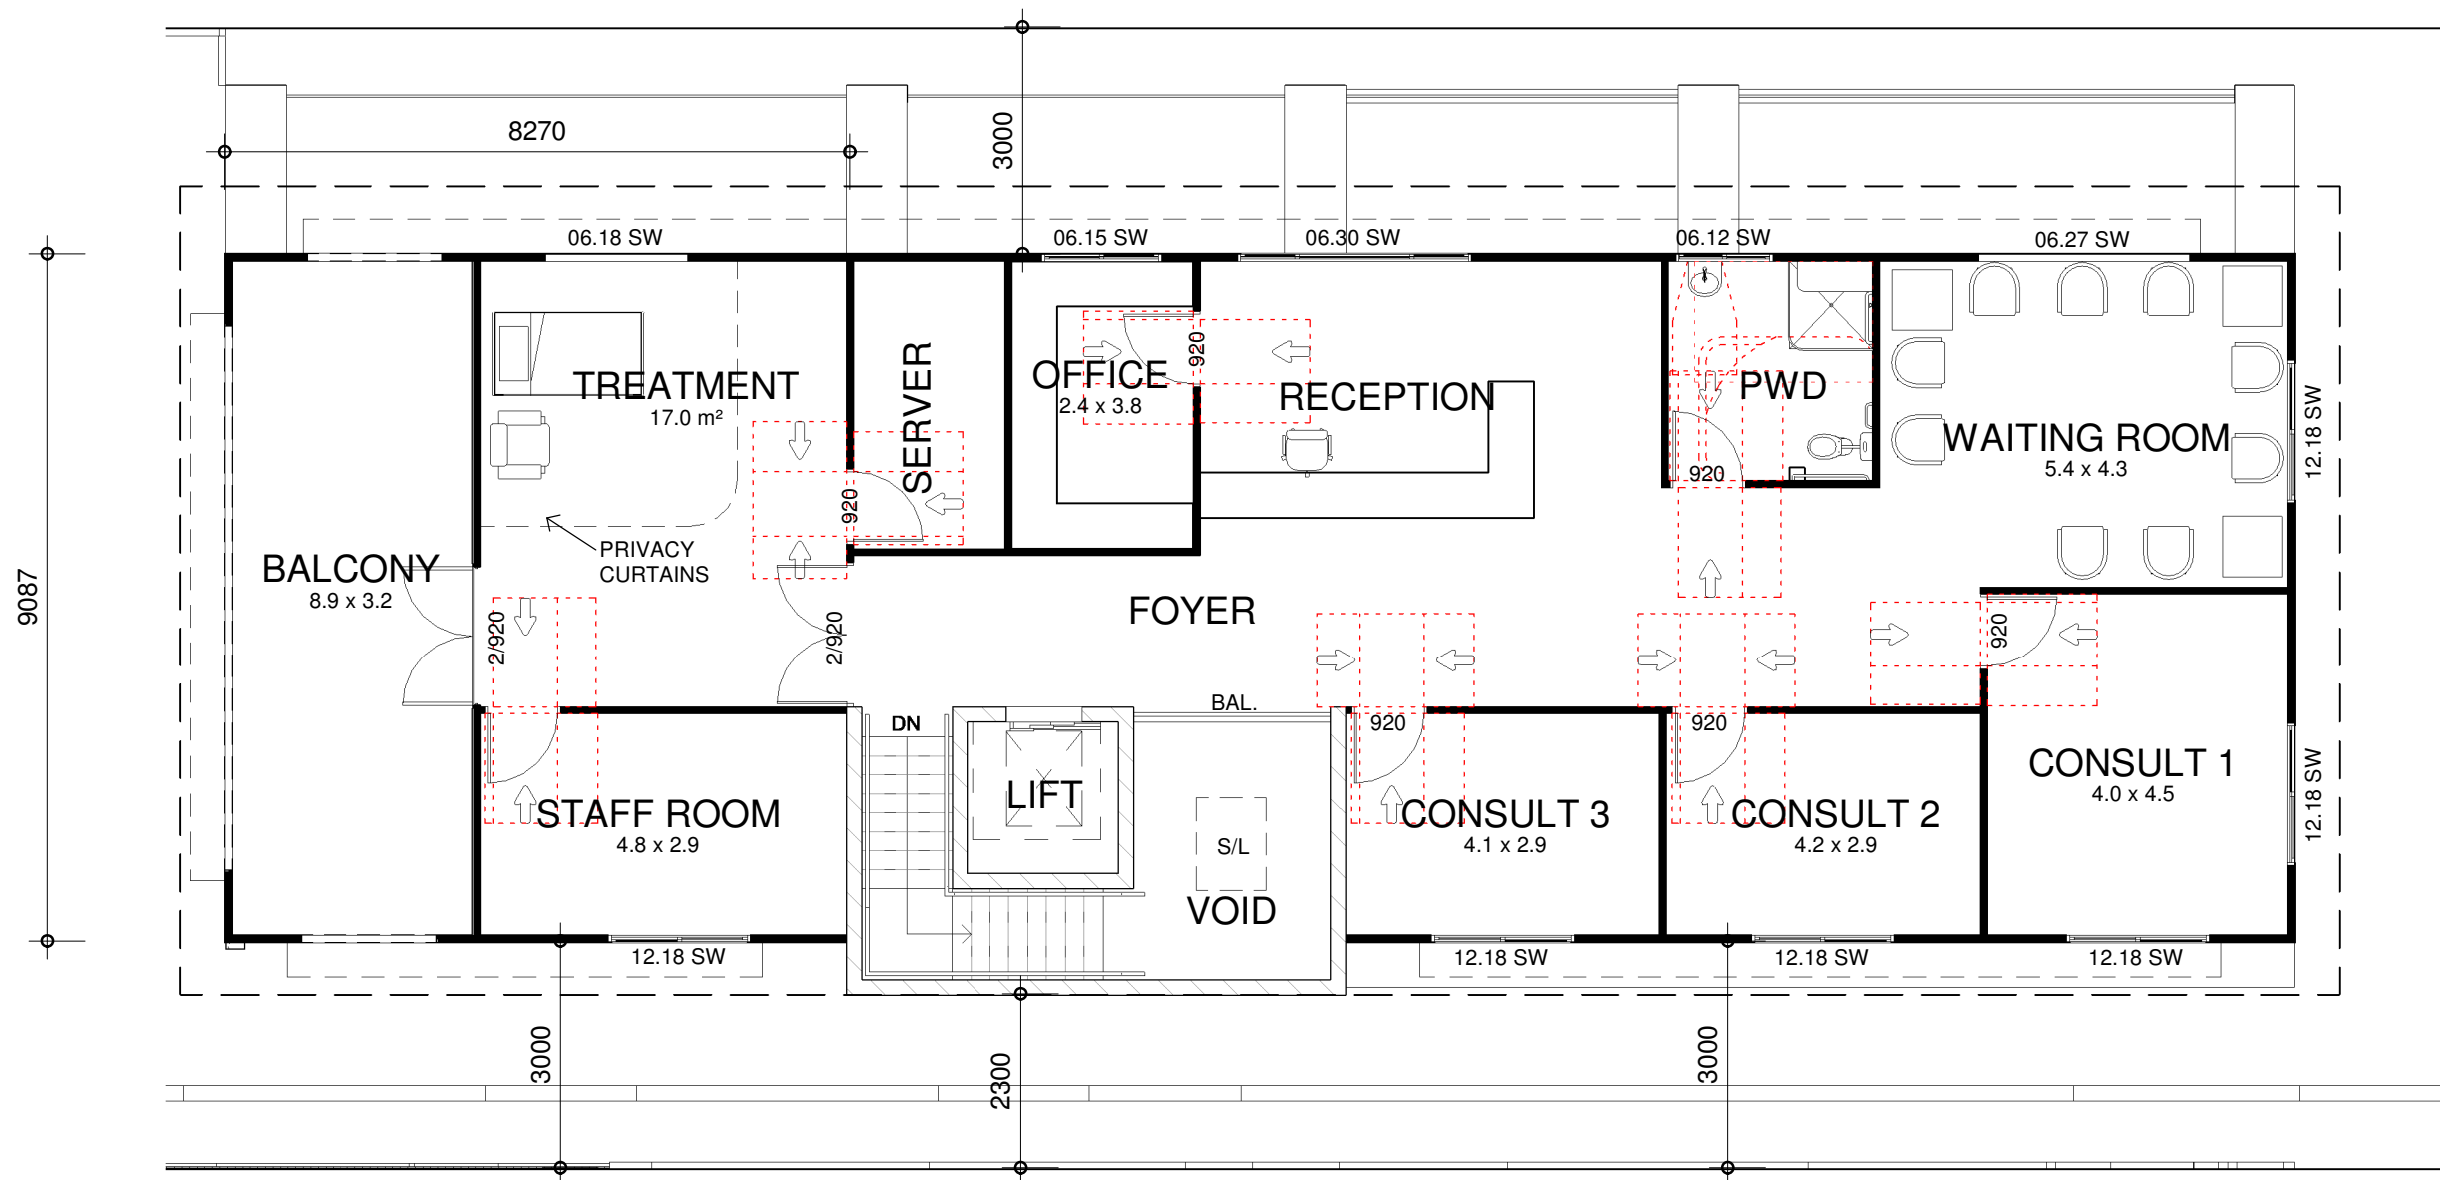 8270
3000
06.18 SW
06.15 SW
06.30 SW
06.12 SW
06.27 SW
TREATMENT
17.0 m²
SERVER
920
OFFICE
2.4 x 3.8
920
RECEPTION
PWD
920
WAITING ROOM
5.4 x 4.3
12.18 SW
PRIVACY
CURTAINS
BALCONY
8.9 x 3.2
9087
2/920
2/920
FOYER
920
BAL.
DN
920
920
LIFT
S/L
VOID
STAFF ROOM
4.8 x 2.9
CONSULT 3
4.1 x 2.9
CONSULT 2
4.2 x 2.9
CONSULT 1
4.0 x 4.5
12.18 SW
12.18 SW
12.18 SW
12.18 SW
12.18 SW
3000
2300
3000